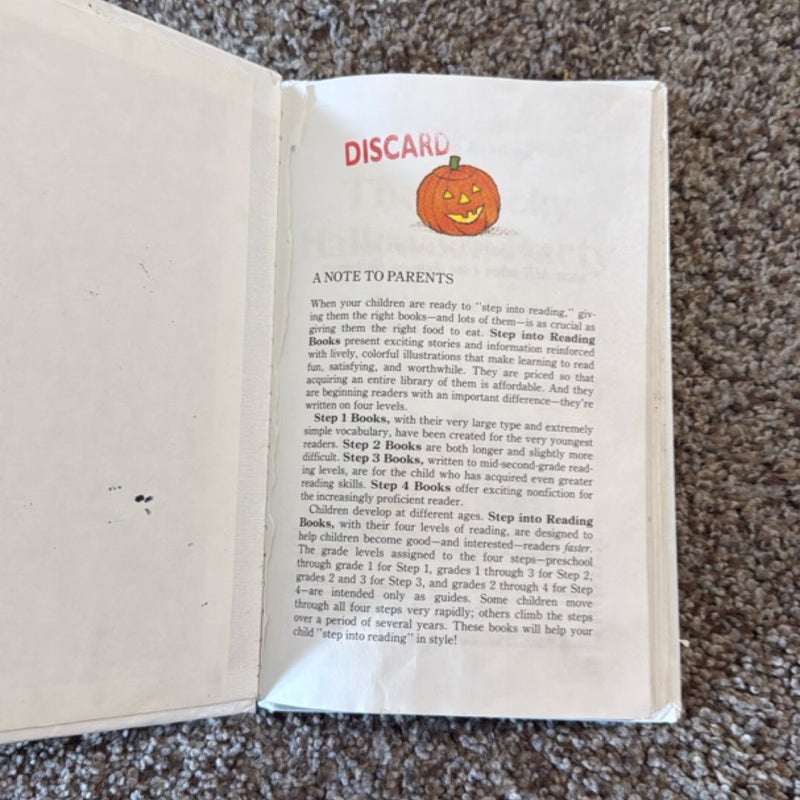 DISCARD
A NOTE TO PARENTS
When your children are ready to "step into reading," giv-
ing them the right books—and lots of them—is as crucial as
giving them the right food to eat. Step into Reading
Books present exciting stories and information reinforced
with lively, colorful illustrations that make learning to read
fun, satisfying, and worthwhile. They are priced so that
acquiring an entire library of them is affordable. And they
are beginning readers with an important difference—they're
written on four levels.
Step 1 Books, with their very large type and extremely
simple vocabulary, have been created for the very youngest
readers. Step 2 Books are both longer and slightly more
difficult. Step 3 Books, written to mid-second-grade read-
ing levels, are for the child who has acquired even greater
reading skills. Step 4 Books offer exciting nonfiction for
the increasingly proficient reader.
Children develop at different ages. Step into Reading
Books, with their four levels of reading, are designed to
help children become good—and interested—readers faster.
The grade levels assigned to the four steps—preschool
through grade 1 for Step 1, grades 1 through 3 for Step 2,
grades 2 and 3 for Step 3, and grades 2 through 4 for Step
4—are intended only as guides. Some children move
through all four steps very rapidly; others climb the steps
over a period of several years. These books will help your
child "step into reading" in style!